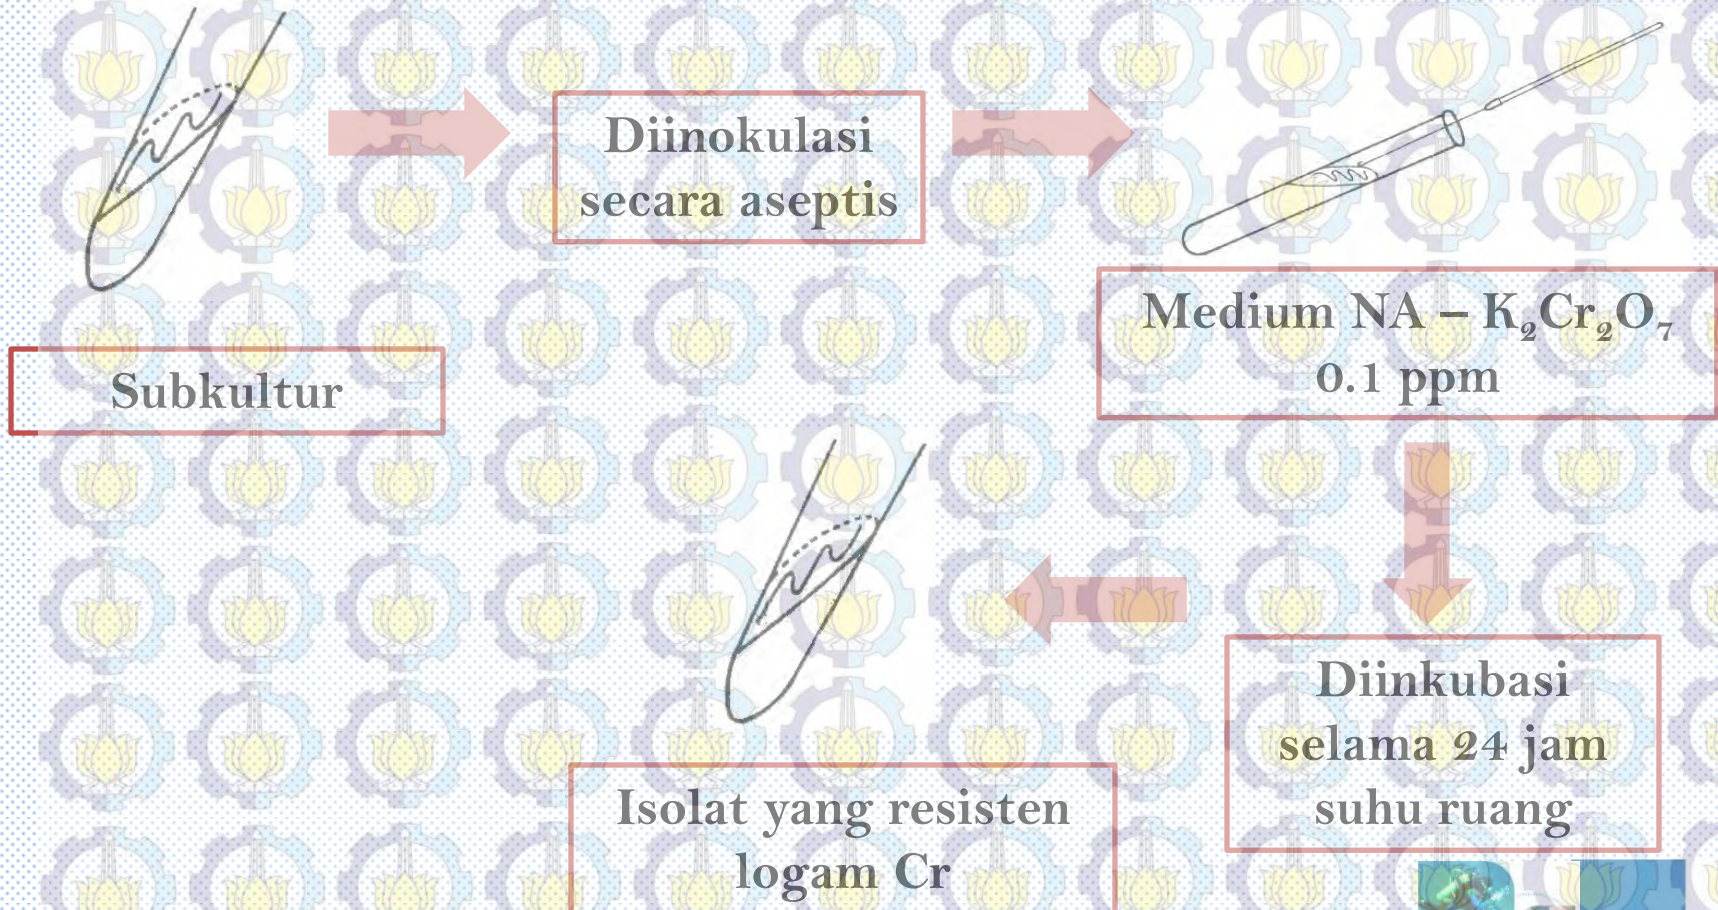 Subkultur
Diinokulasi
secara aseptis
Medium NA – K₂Cr₂O₇
0.1 ppm
Diinkubasi
selama 24 jam
suhu ruang
Isolat yang resisten
logam Cr